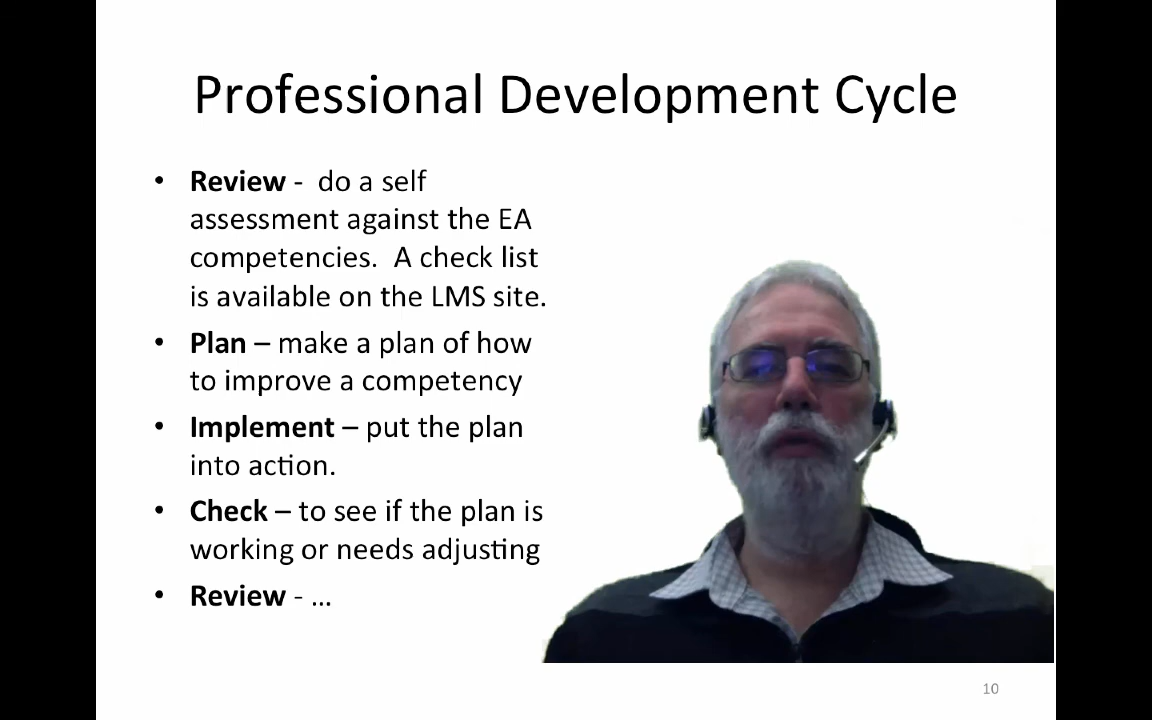 Professional Development Cycle
• Review -  do a self
assessment against the EA
competencies.  A check list
is available on the LMS site.
• Plan – make a plan of how
to improve a competency
• Implement – put the plan
into action.
• Check – to see if the plan is
working or needs adjusting
• Review - …
10